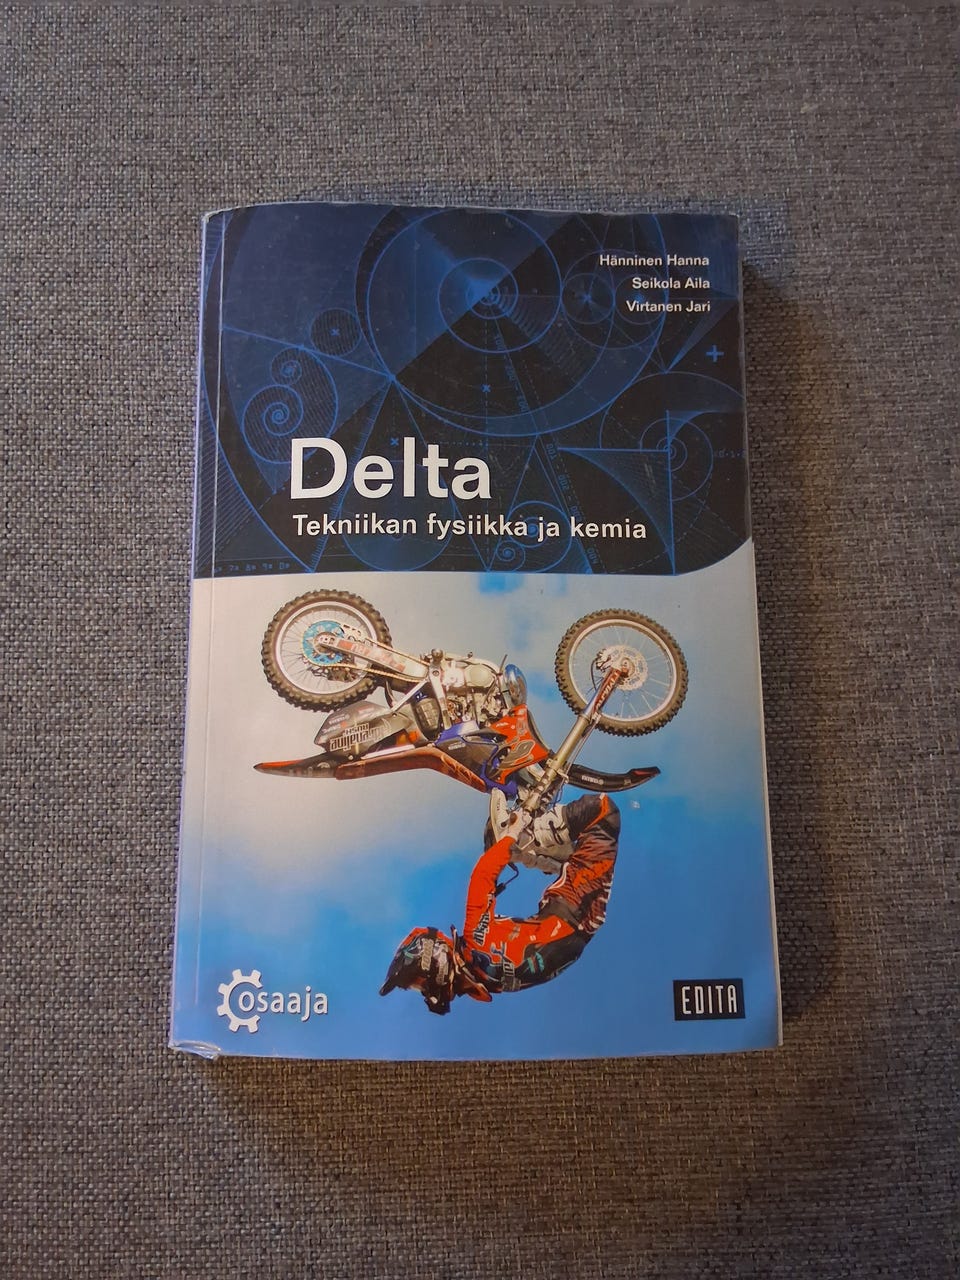 Hänninen Hanna
Seikola Aila
Virtanen Jari
Delta
Tekniikan fysiikka ja kemia
osaaja
EDITA